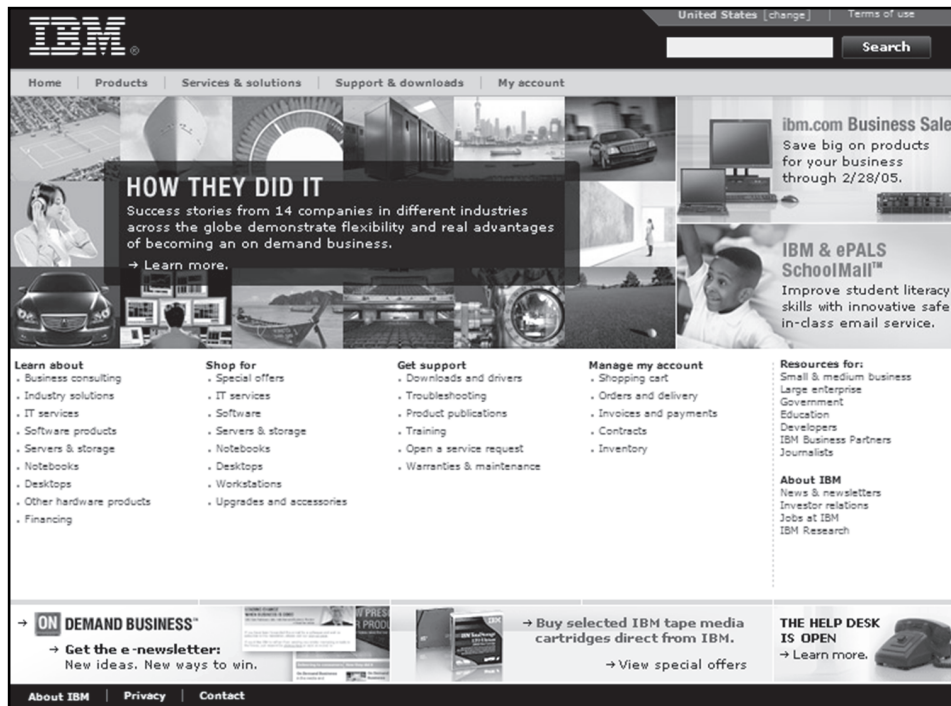 United States [change] | Terms of use
IBM®
Search
Home | Products | Services & solutions | Support & downloads | My account
HOW THEY DID IT
Success stories from 14 companies in different industries
across the globe demonstrate flexibility and real advantages
of becoming an on demand business.
→ Learn more.
ibm.com Business Sale
Save big on products
for your business
through 2/28/05.
IBM & ePALS
SchoolMail™
Improve student literacy
skills with innovative safe
in-class email service.
Learn about
. Business consulting
. Industry solutions
. IT services
. Software products
. Servers & storage
. Notebooks
. Desktops
. Other hardware products
. Financing
Shop for
. Special offers
. IT services
. Software
. Servers & storage
. Notebooks
. Desktops
. Workstations
. Upgrades and accessories
Get support
. Downloads and drivers
. Troubleshooting
. Product publications
. Training
. Open a service request
. Warranties & maintenance
Manage my account
. Shopping cart
. Orders and delivery
. Invoices and payments
. Contracts
. Inventory
Resources for:
Small & medium business
Large enterprise
Government
Education
Developers
IBM Business Partners
Journalists
About IBM
News & newsletters
Investor relations
Jobs at IBM
IBM Research
→ ON DEMAND BUSINESS™
→ Get the e-newsletter:
New ideas. New ways to win.
→ Buy selected IBM tape media
cartridges direct from IBM.
→ View special offers
THE HELP DESK
IS OPEN
→ Learn more.
About IBM | Privacy | Contact